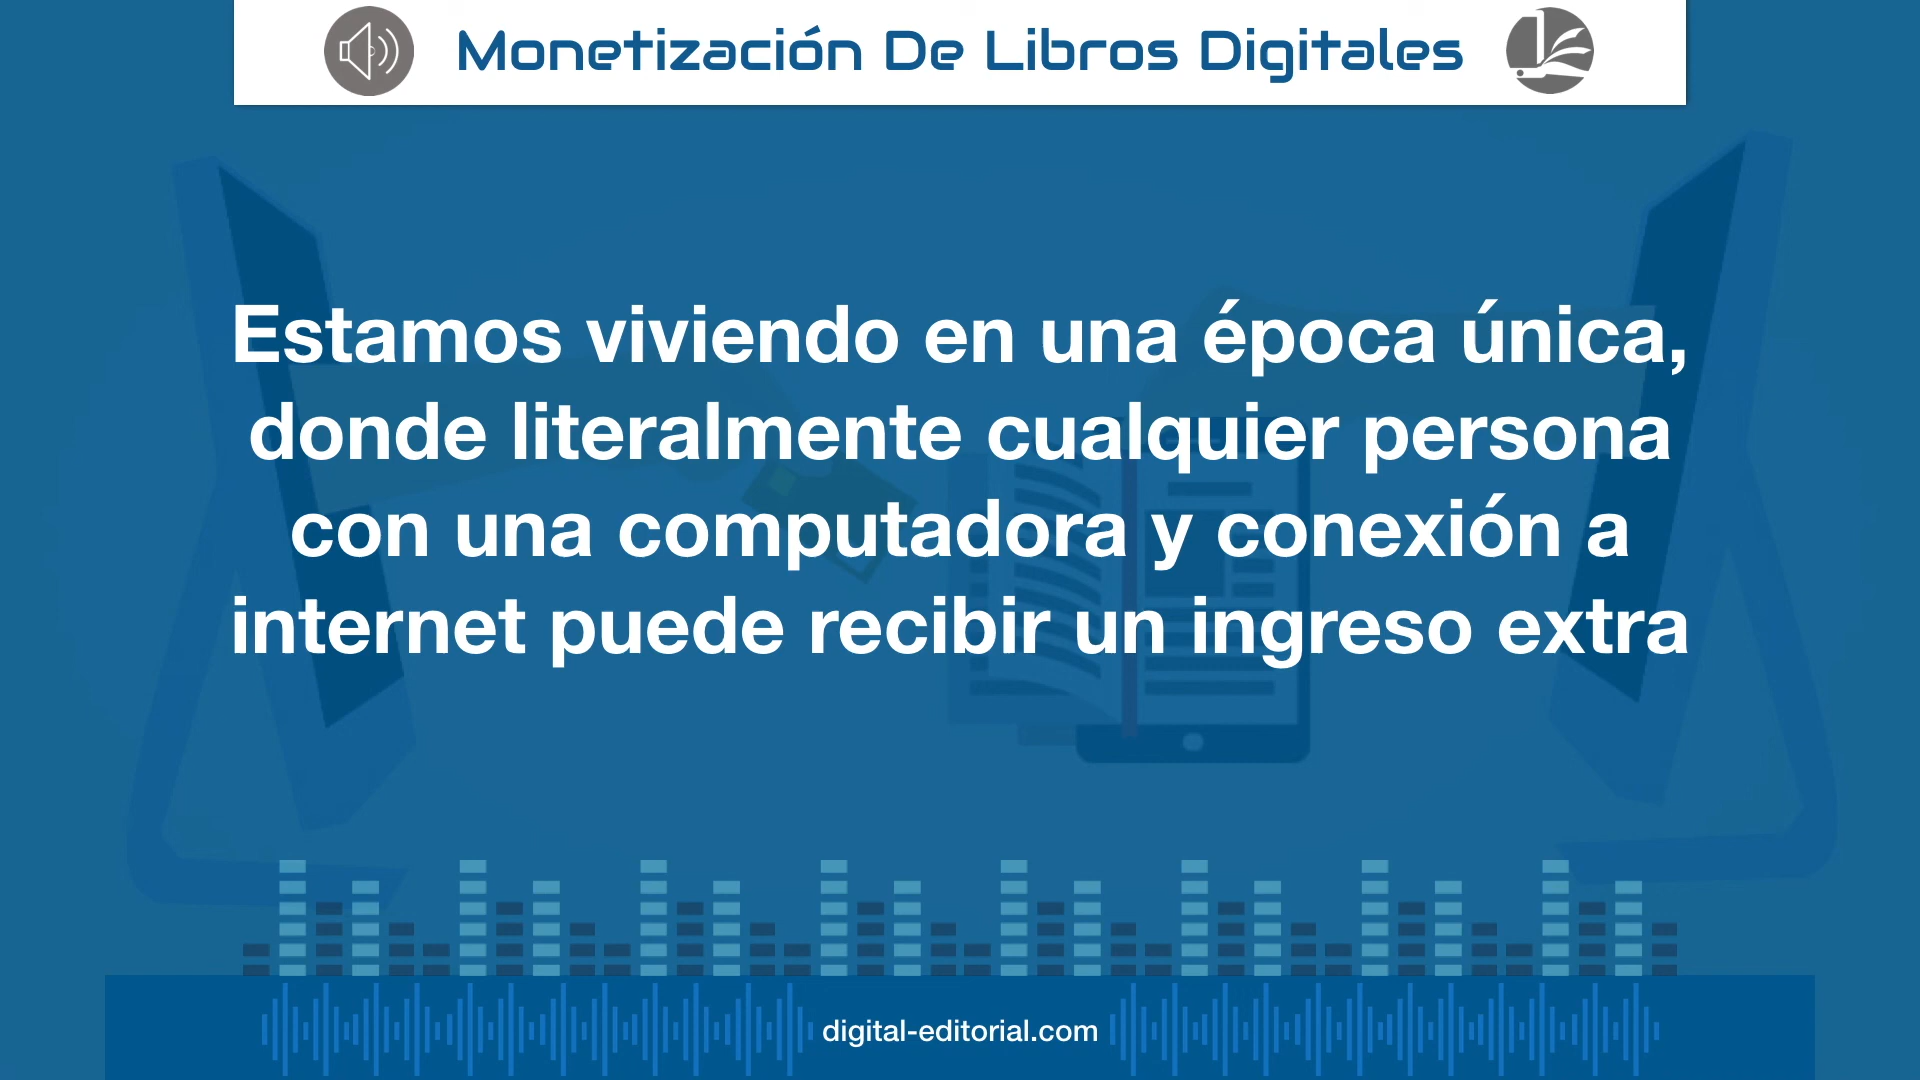 Monetización De Libros Digitales
Estamos viviendo en una época única,
donde literalmente cualquier persona
con una computadora y conexión a
internet puede recibir un ingreso extra
digital-editorial.com